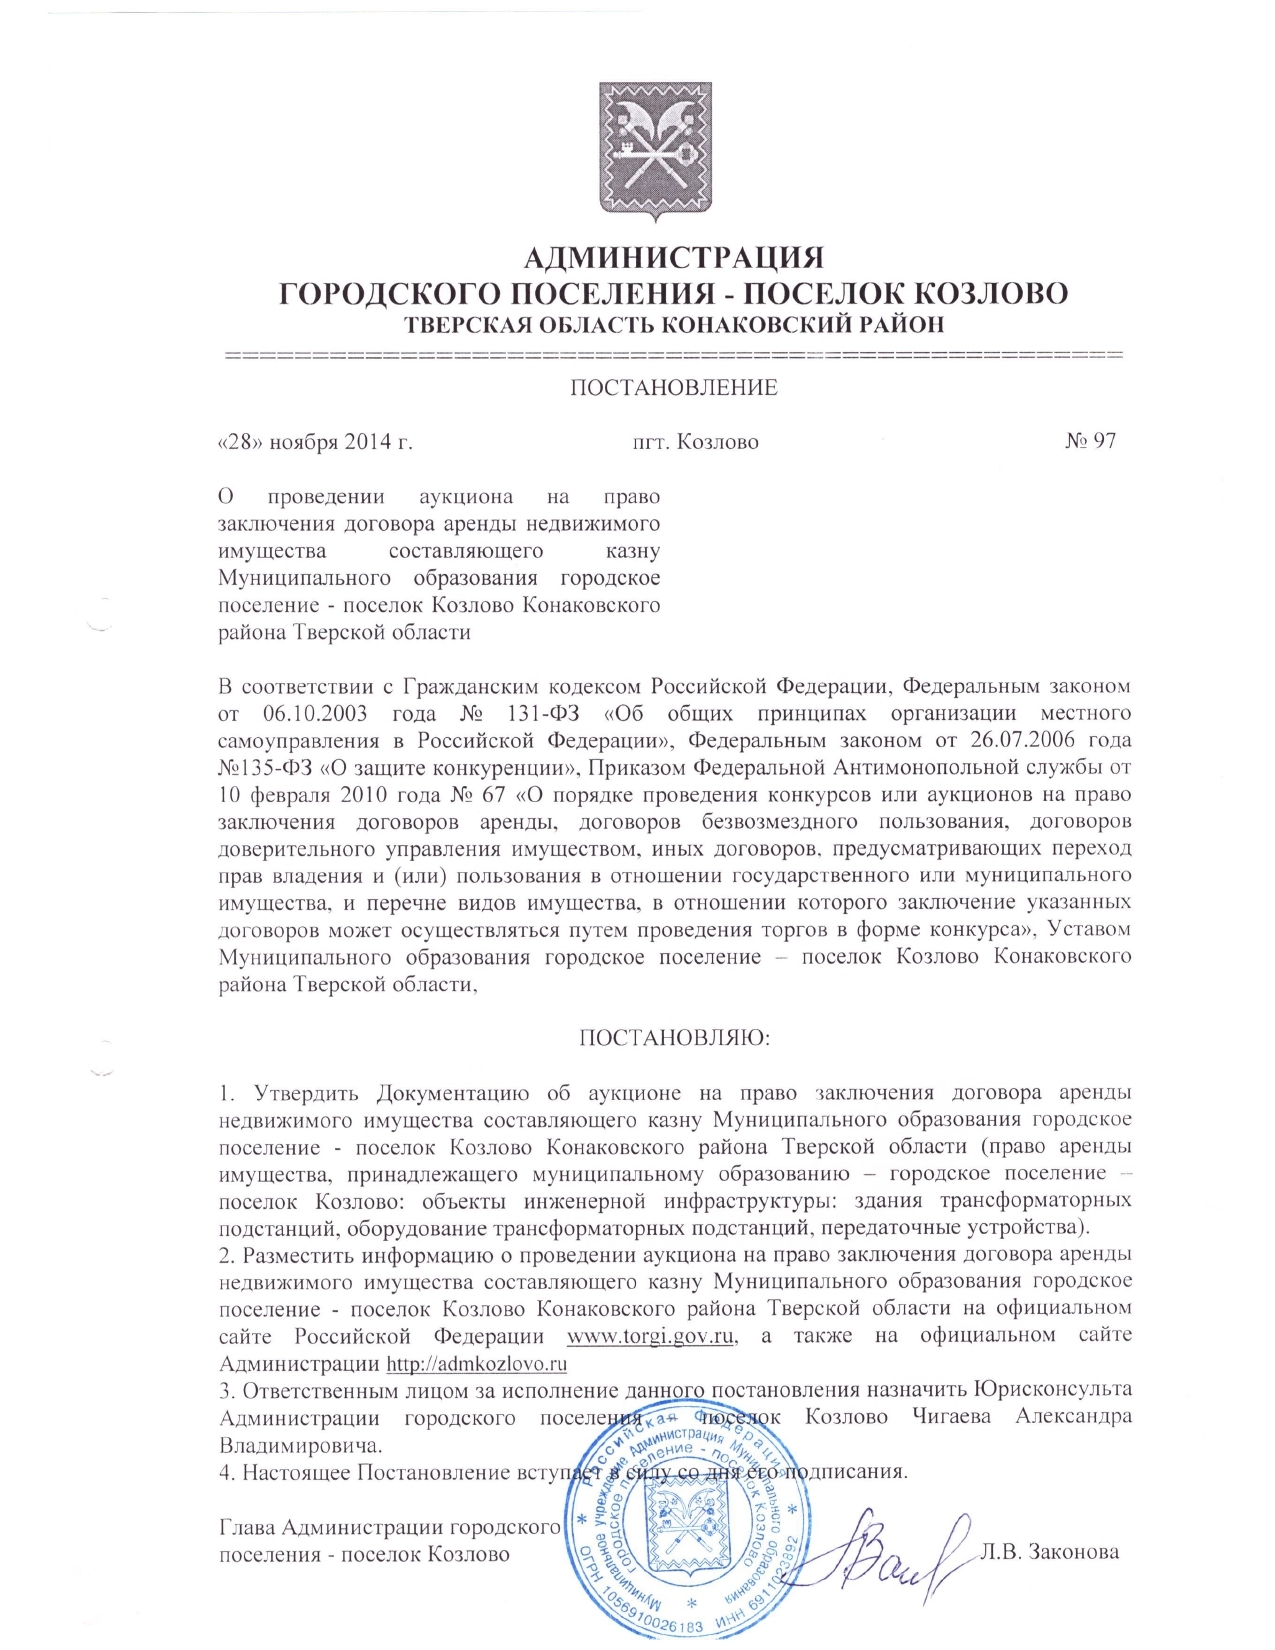 АДМИНИСТРАЦИЯ
ГОРОДСКОГО ПОСЕЛЕНИЯ - ПОСЕЛОК КОЗЛОВО
ТВЕРСКАЯ ОБЛАСТЬ КОНАКОВСКИЙ РАЙОН
ПОСТАНОВЛЕНИЕ
«28» ноября 2014 г. пгт. Козлово № 97
О проведении аукциона на право
заключения договора аренды недвижимого
имущества составляющего казну
Муниципального образования городское
поселение - поселок Козлово Конаковского
района Тверской области
В соответствии с Гражданским кодексом Российской Федерации, Федеральным законом
от 06.10.2003 года № 131-ФЗ «Об общих принципах организации местного
самоуправления в Российской Федерации», Федеральным законом от 26.07.2006 года
№135-ФЗ «О защите конкуренции», Приказом Федеральной Антимонопольной службы от
10 февраля 2010 года № 67 «О порядке проведения конкурсов или аукционов на право
заключения договоров аренды, договоров безвозмездного пользования, договоров
доверительного управления имуществом, иных договоров, предусматривающих переход
прав владения и (или) пользования в отношении государственного или муниципального
имущества, и перечне видов имущества, в отношении которого заключение указанных
договоров может осуществляться путем проведения торгов в форме конкурса», Уставом
Муниципального образования городское поселение – поселок Козлово Конаковского
района Тверской области,
ПОСТАНОВЛЯЮ:
1. Утвердить Документацию об аукционе на право заключения договора аренды
недвижимого имущества составляющего казну Муниципального образования городское
поселение - поселок Козлово Конаковского района Тверской области (право аренды
имущества, принадлежащего муниципальному образованию – городское поселение –
поселок Козлово: объекты инженерной инфраструктуры: здания трансформаторных
подстанций, оборудование трансформаторных подстанций, передаточные устройства).
2. Разместить информацию о проведении аукциона на право заключения договора аренды
недвижимого имущества составляющего казну Муниципального образования городское
поселение - поселок Козлово Конаковского района Тверской области на официальном
сайте Российской Федерации www.torgi.gov.ru, а также на официальном сайте
Администрации http://admkozlovo.ru
3. Ответственным лицом за исполнение данного постановления назначить Юрисконсульта
Администрации городского поселения – поселок Козлово Чигаева Александра
Владимировича.
4. Настоящее Постановление вступает в силу со дня его подписания.
Глава Администрации городского
поселения - поселок Козлово Л.В. Законова
Российская Федерация
Муниципальное учреждение Администрация Муниципального образования
городское поселение - поселок Козлово
ОГРН 1056910026183 ИНН 6911023892